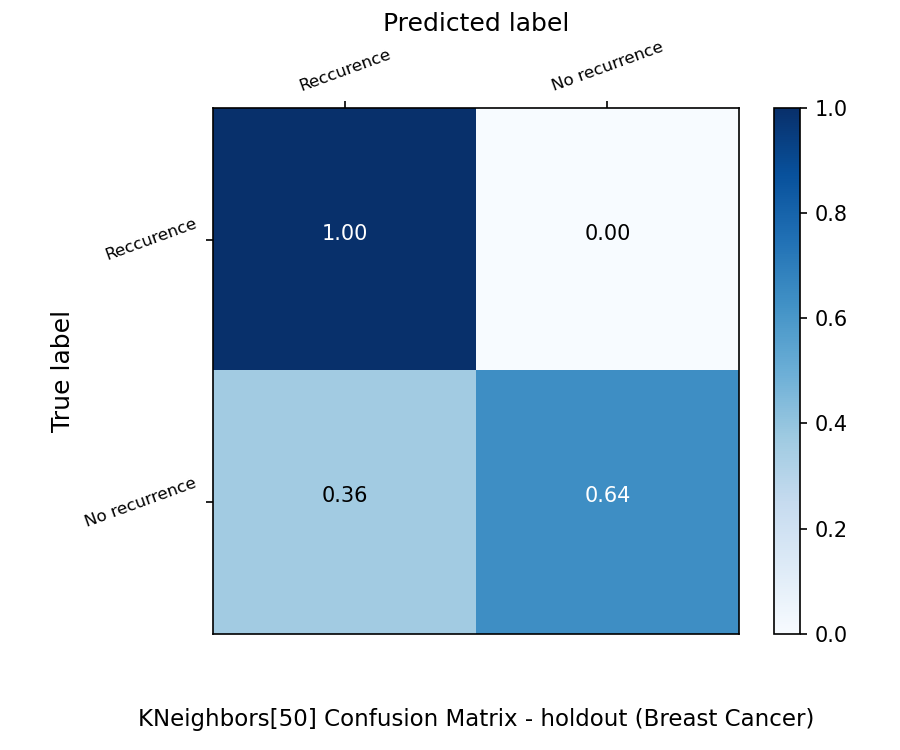 Predicted label
Reccurence
No recurrence
1.0
0.8
0.6
0.4
0.2
0.0
True label
Reccurence
1.00
0.00
No recurrence
0.36
0.64
KNeighbors[50] Confusion Matrix - holdout (Breast Cancer)